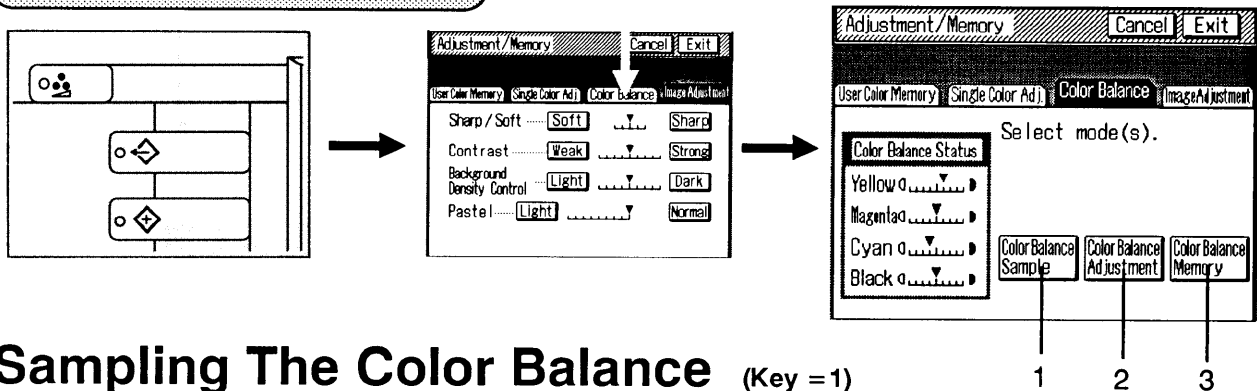 Adjustment/Memory Cancel Exit
User Color Memory Single Color Adj. Color Balance Image Adjustment
Sharp/Soft Soft Sharp
Contrast Weak Strong
Background Density Control Light Dark
Pastel Light Normal
Adjustment/Memory Cancel Exit
User Color Memory Single Color Adj. Color Balance Image Adjustment
Select mode(s).
Color Balance Status
Yellow
Magenta
Cyan
Black
Color Balance Sample
Color Balance Adjustment
Color Balance Memory
1 2 3
Sampling The Color Balance (Key =1)